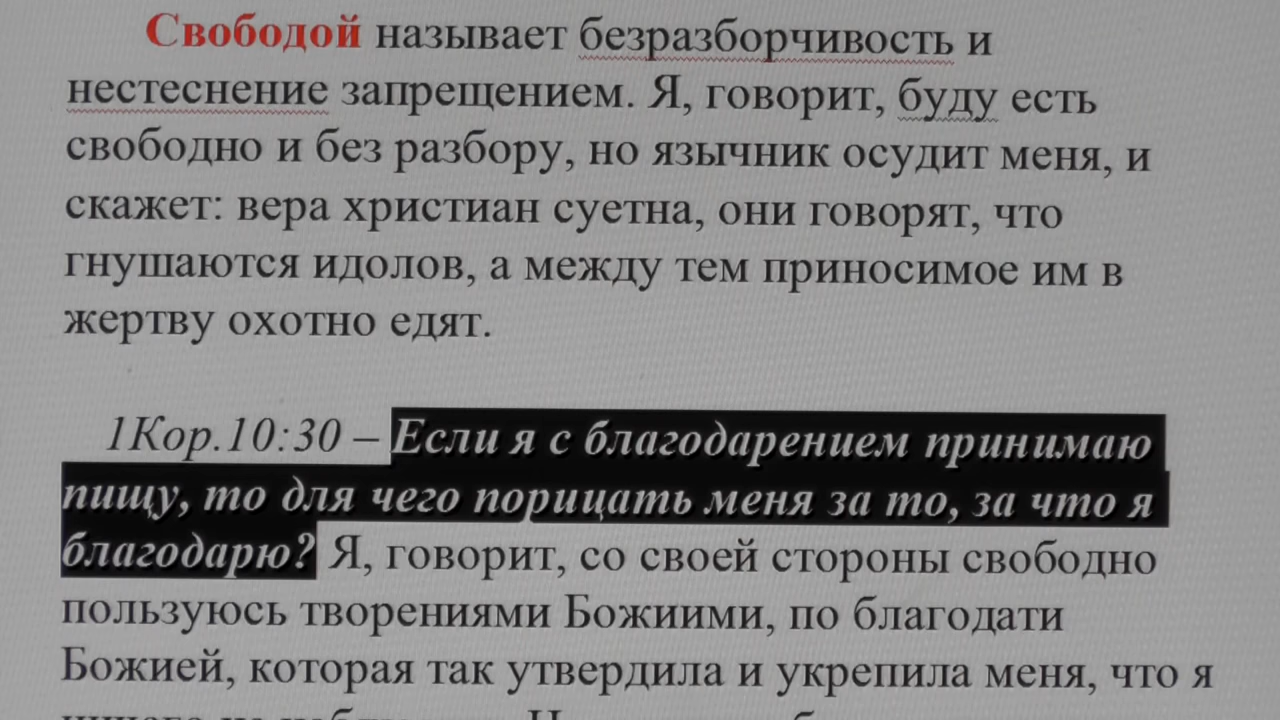 Свободой называет безразборчивость и
нестеснение запрещением. Я, говорит, буду есть
свободно и без разбору, но язычник осудит меня, и
скажет: вера христиан суетна, они говорят, что
гнушаются идолов, а между тем приносимое им в
жертву охотно едят.
1Кор.10:30 – Если я с благодарением принимаю
пищу, то для чего порицать меня за то, за что я
благодарю? Я, говорит, со своей стороны свободно
пользуюсь творениями Божиими, по благодати
Божией, которая так утвердила и укрепила меня, что я